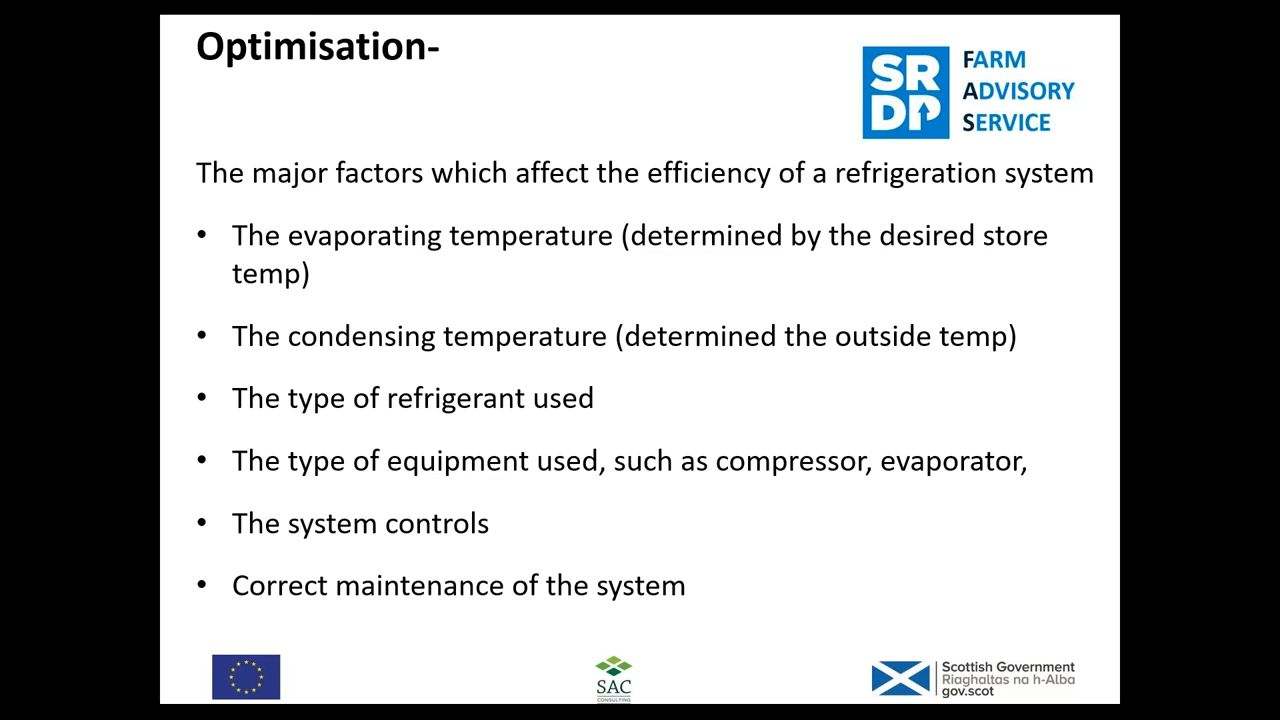 Optimisation-
SR
DP
FARM
ADVISORY
SERVICE
The major factors which affect the efficiency of a refrigeration system
• The evaporating temperature (determined by the desired store
temp)
• The condensing temperature (determined the outside temp)
• The type of refrigerant used
• The type of equipment used, such as compressor, evaporator,
• The system controls
• Correct maintenance of the system
SAC
CONSULTING
Scottish Government
Riaghaltas na h-Alba
gov.scot